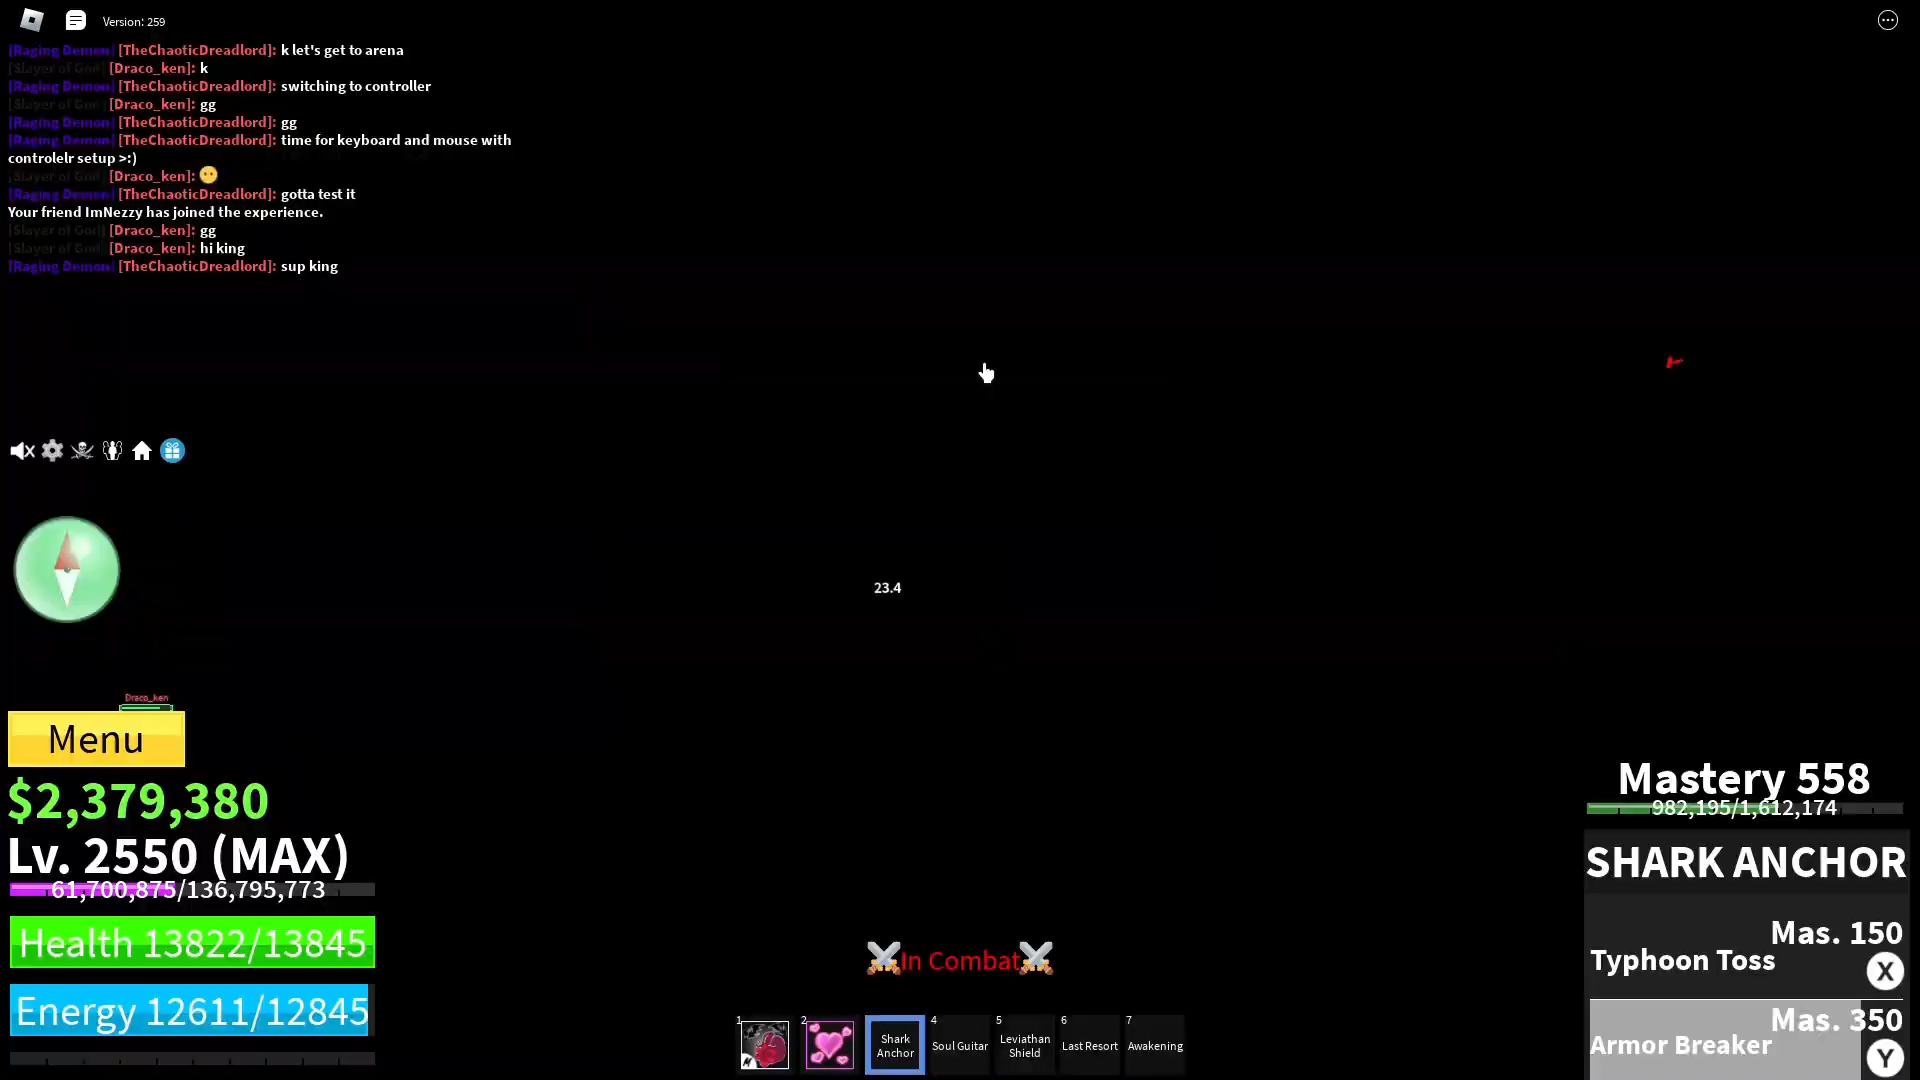 Version: 259
[Raging Demon] [TheChaoticDreadlord]: k let's get to arena
[Slayer of God] [Draco_ken]: k
[Raging Demon] [TheChaoticDreadlord]: switching to controller
[Slayer of God] [Draco_ken]: gg
[Raging Demon] [TheChaoticDreadlord]: gg
[Raging Demon] [TheChaoticDreadlord]: time for keyboard and mouse with
controlelr setup >:)
[Slayer of God] [Draco_ken]: 😶
[Raging Demon] [TheChaoticDreadlord]: gotta test it
Your friend ImNezzy has joined the experience.
[Slayer of God] [Draco_ken]: gg
[Slayer of God] [Draco_ken]: hi king
[Raging Demon] [TheChaoticDreadlord]: sup king
23.4
Draco_ken
Menu
$2,379,380
Lv. 2550 (MAX)
61,700,875/136,795,773
Health 13822/13845
Energy 12611/12845
In Combat
1
2
Shark
Anchor
4
Soul Guitar
5
Leviathan
Shield
6
Last Resort
7
Awakening
Mastery 558
982,195/1,612,174
SHARK ANCHOR
Mas. 150
Typhoon Toss
X
Mas. 350
Armor Breaker
Y